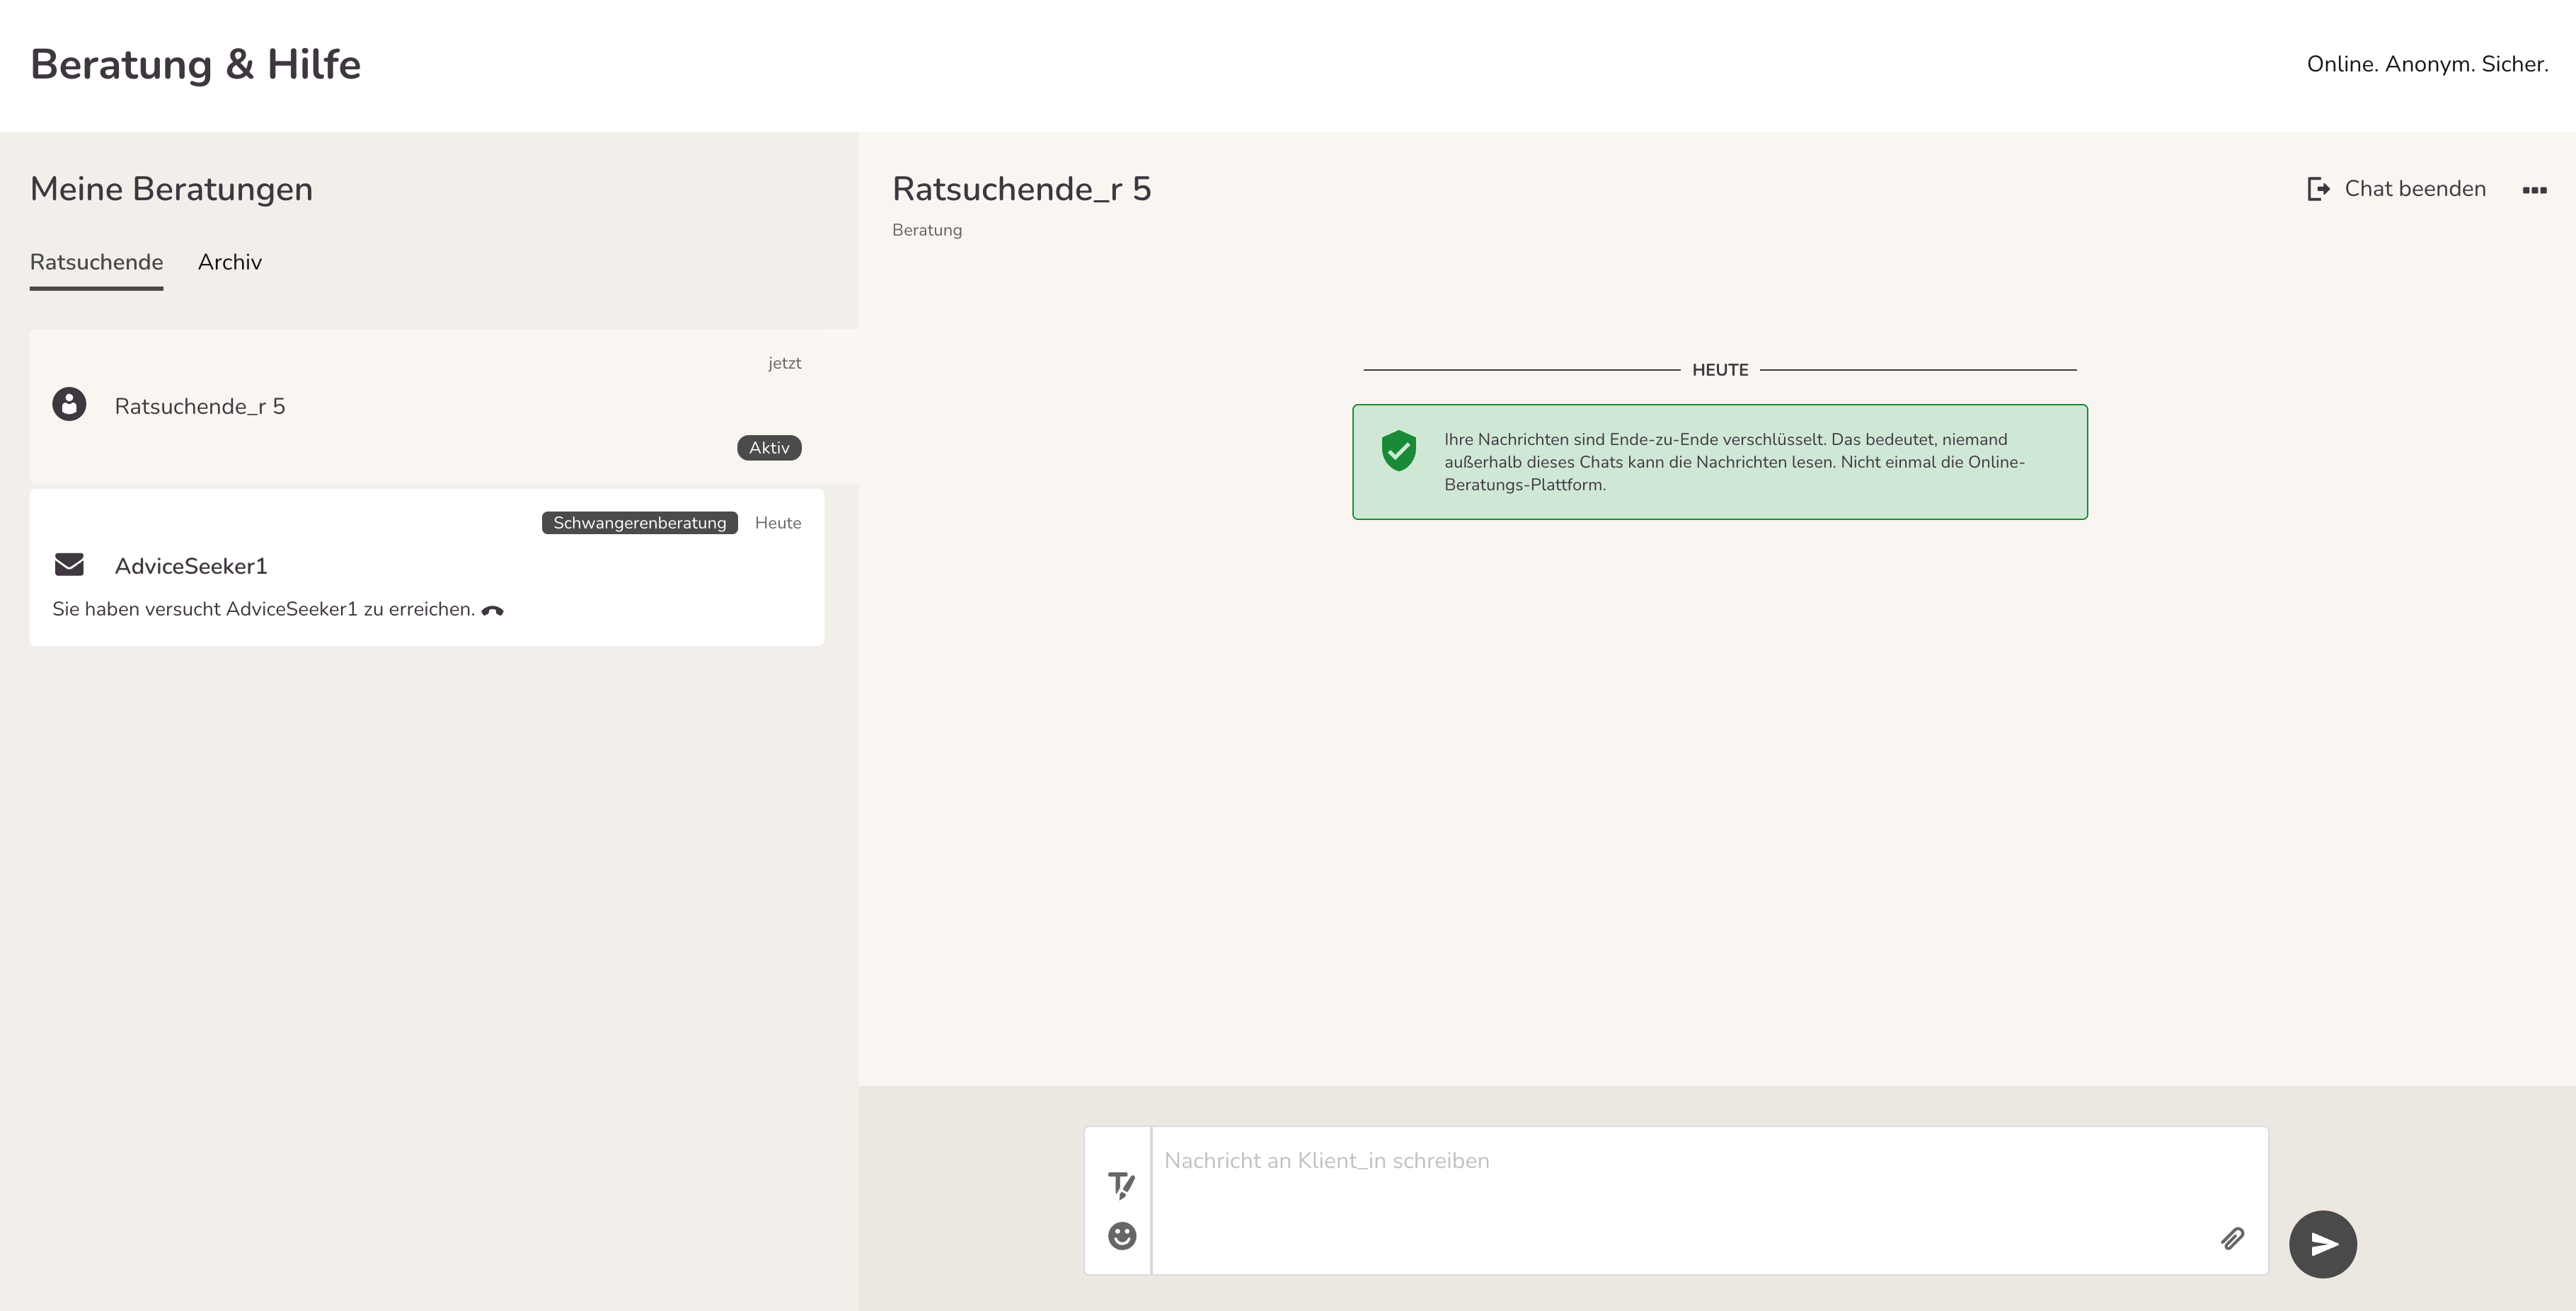 Beratung & Hilfe
Online. Anonym. Sicher.
Meine Beratungen
Ratsuchende Archiv
jetzt
Ratsuchende_r 5
Aktiv
Schwangerenberatung Heute
AdviceSeeker1
Sie haben versucht AdviceSeeker1 zu erreichen.
Ratsuchende_r 5
Chat beenden
Beratung
HEUTE
Ihre Nachrichten sind Ende-zu-Ende verschlüsselt. Das bedeutet, niemand
außerhalb dieses Chats kann die Nachrichten lesen. Nicht einmal die Online-
Beratungs-Plattform.
Nachricht an Klient_in schreiben